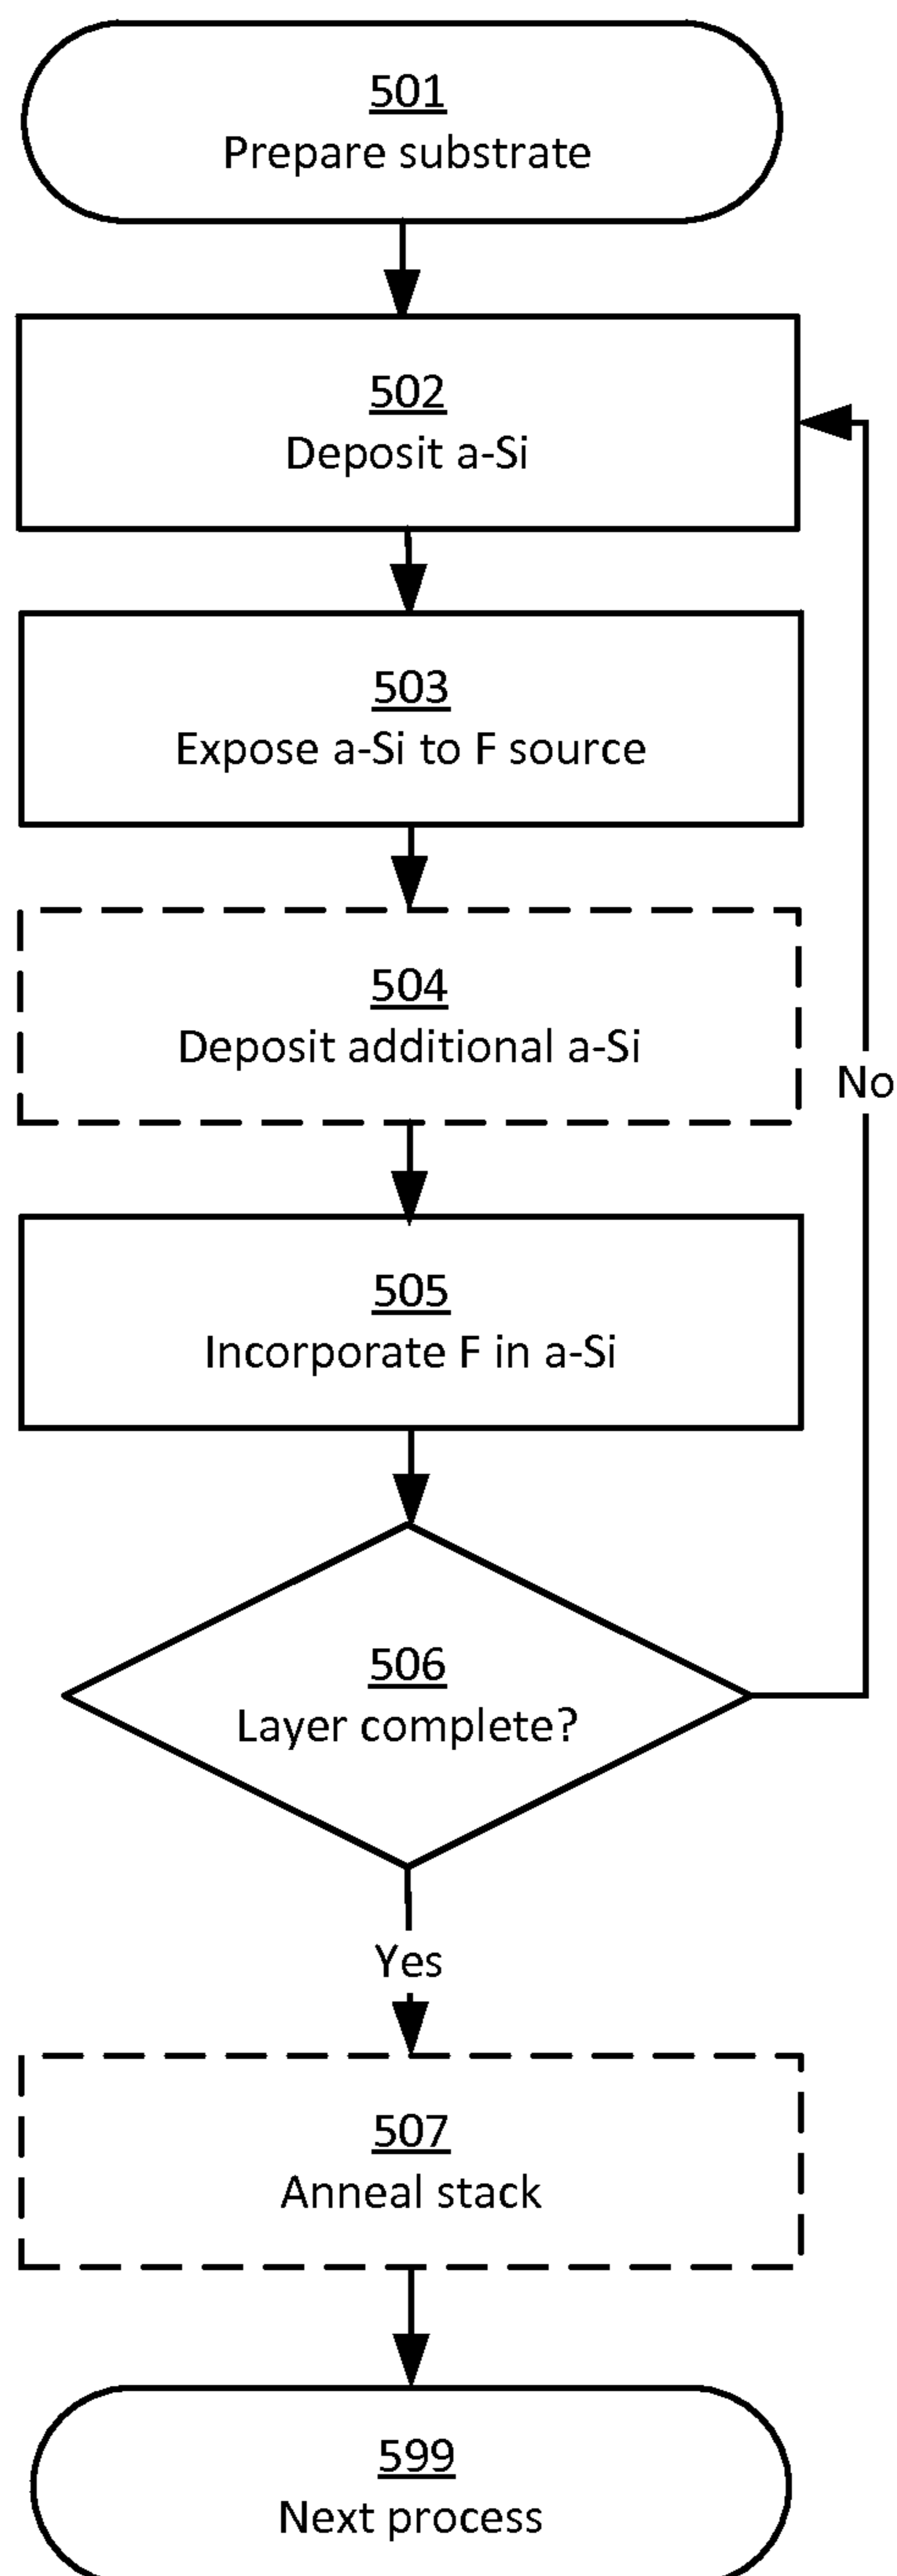 501
Prepare substrate
502
Deposit a-Si
503
Expose a-Si to F source
504
Deposit additional a-Si
No
505
Incorporate F in a-Si
506
Layer complete?
Yes
507
Anneal stack
599
Next process